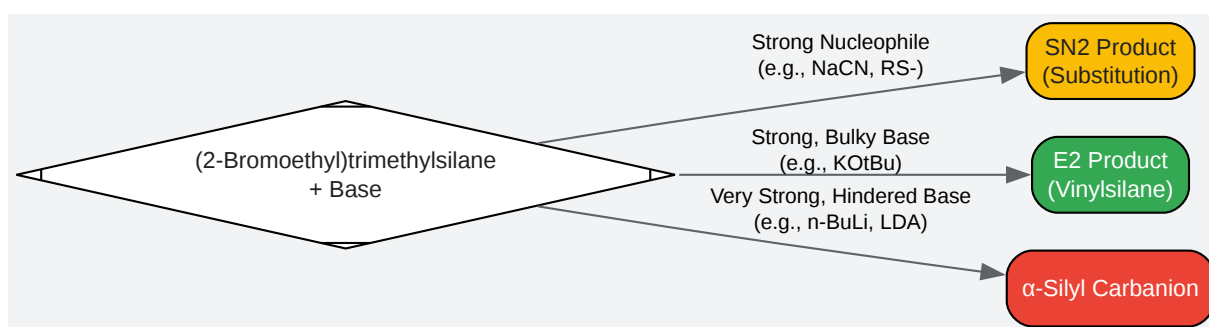 (2-Bromoethyl)trimethylsilane
+ Base
Strong Nucleophile
(e.g., NaCN, RS-)
SN2 Product
(Substitution)
Strong, Bulky Base
(e.g., KOtBu)
E2 Product
(Vinylsilane)
Very Strong, Hindered Base
(e.g., n-BuLi, LDA)
α-Silyl Carbanion